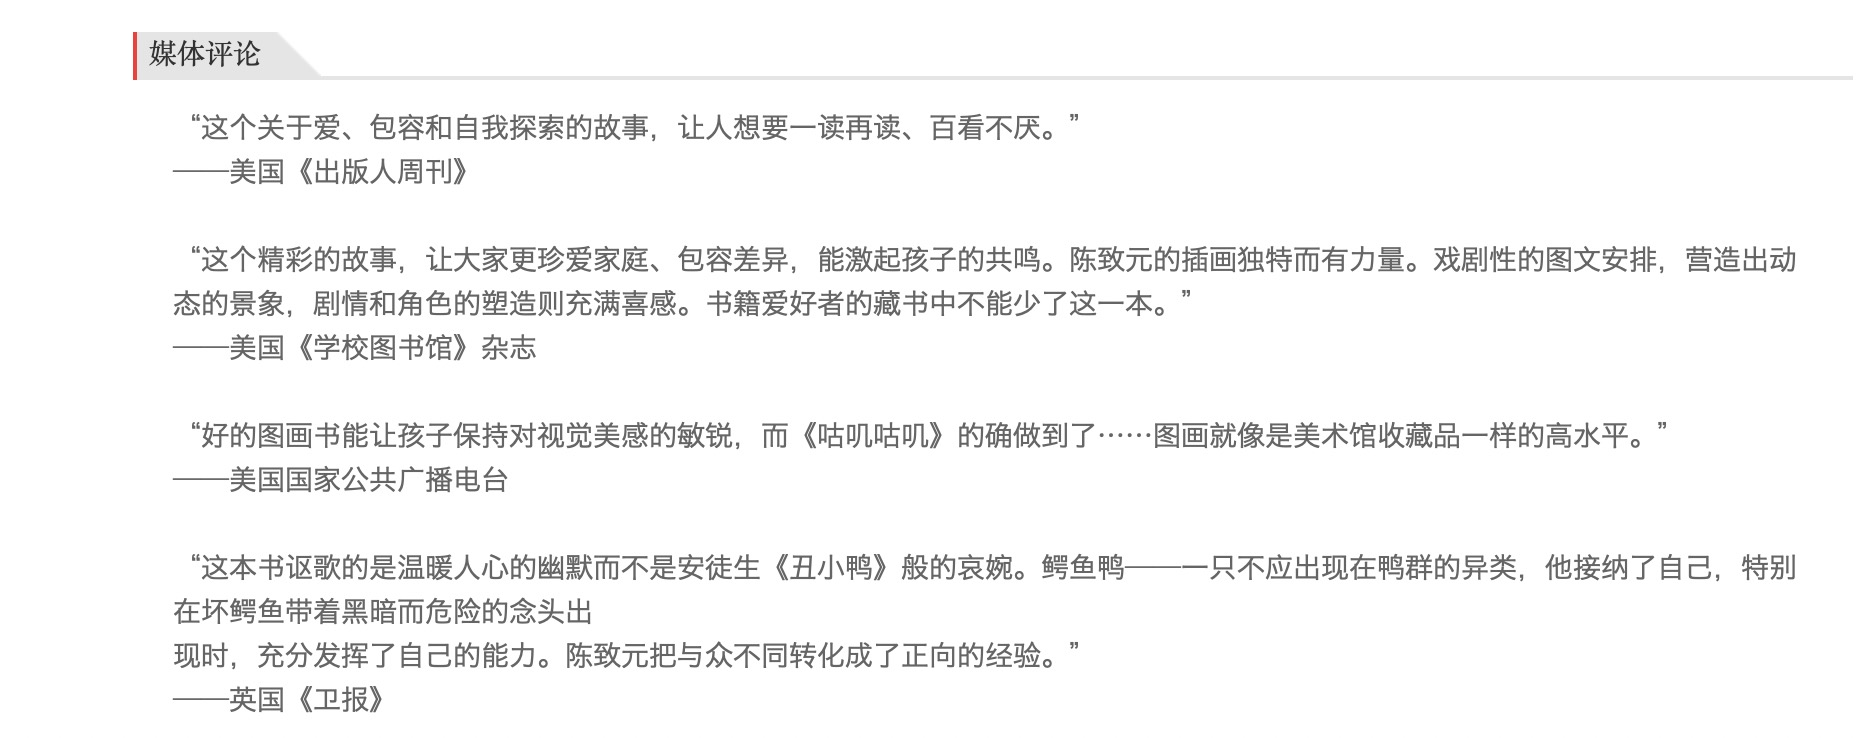 媒体评论
“这个关于爱、包容和自我探索的故事，让人想要一读再读、百看不厌。”
——美国《出版人周刊》
“这个精彩的故事，让大家更珍爱家庭、包容差异，能激起孩子的共鸣。陈致元的插画独特而有力量。戏剧性的图文安排，营造出动
态的景象，剧情和角色的塑造则充满喜感。书籍爱好者的藏书中不能少了这一本。”
——美国《学校图书馆》杂志
“好的图画书能让孩子保持对视觉美感的敏锐，而《咕叽咕叽》的确做到了……图画就像是美术馆收藏品一样的高水平。”
——美国国家公共广播电台
“这本书讴歌的是温暖人心的幽默而不是安徒生《丑小鸭》般的哀婉。鳄鱼鸭——一只不应出现在鸭群的异类，他接纳了自己，特别
在坏鳄鱼带着黑暗而危险的念头出
现时，充分发挥了自己的能力。陈致元把与众不同转化成了正向的经验。”
——英国《卫报》